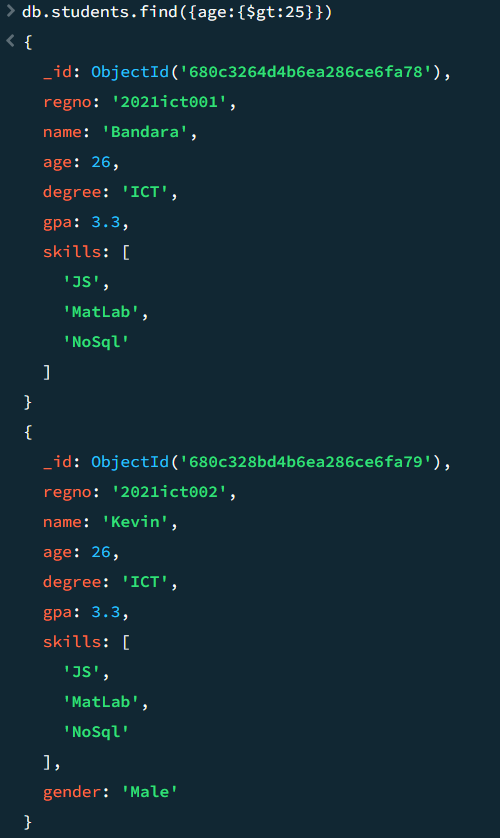 > db.students.find({age:{$gt:25}})
< {
_id: ObjectId('680c3264d4b6ea286ce6fa78'),
regno: '2021ict001',
name: 'Bandara',
age: 26,
degree: 'ICT',
gpa: 3.3,
skills: [
'JS',
'MatLab',
'NoSql'
]
}
{
_id: ObjectId('680c328bd4b6ea286ce6fa79'),
regno: '2021ict002',
name: 'Kevin',
age: 26,
degree: 'ICT',
gpa: 3.3,
skills: [
'JS',
'MatLab',
'NoSql'
],
gender: 'Male'
}